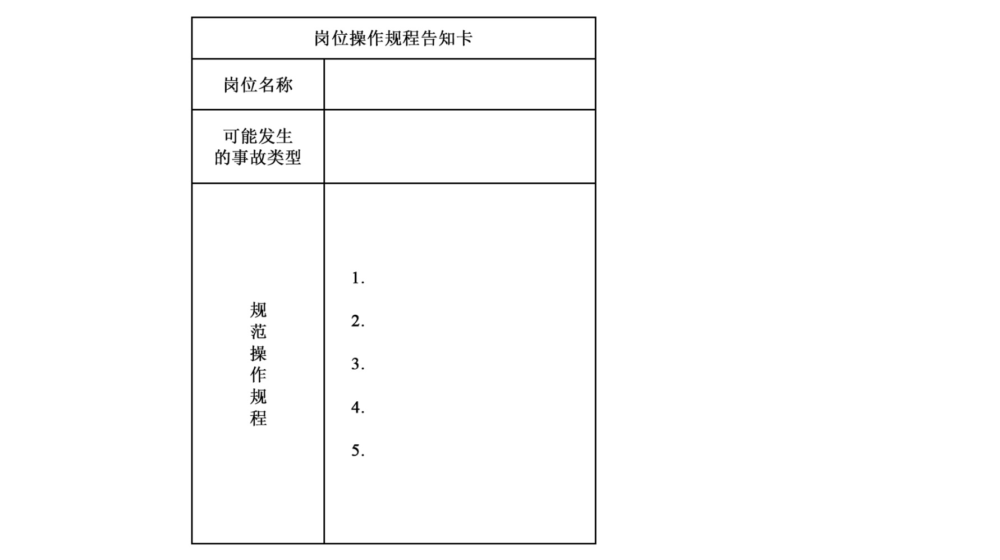 岗位操作规程告知卡
岗位名称
可能发生
的事故类型
规
范
操
作
规
程
1.
2.
3.
4.
5.